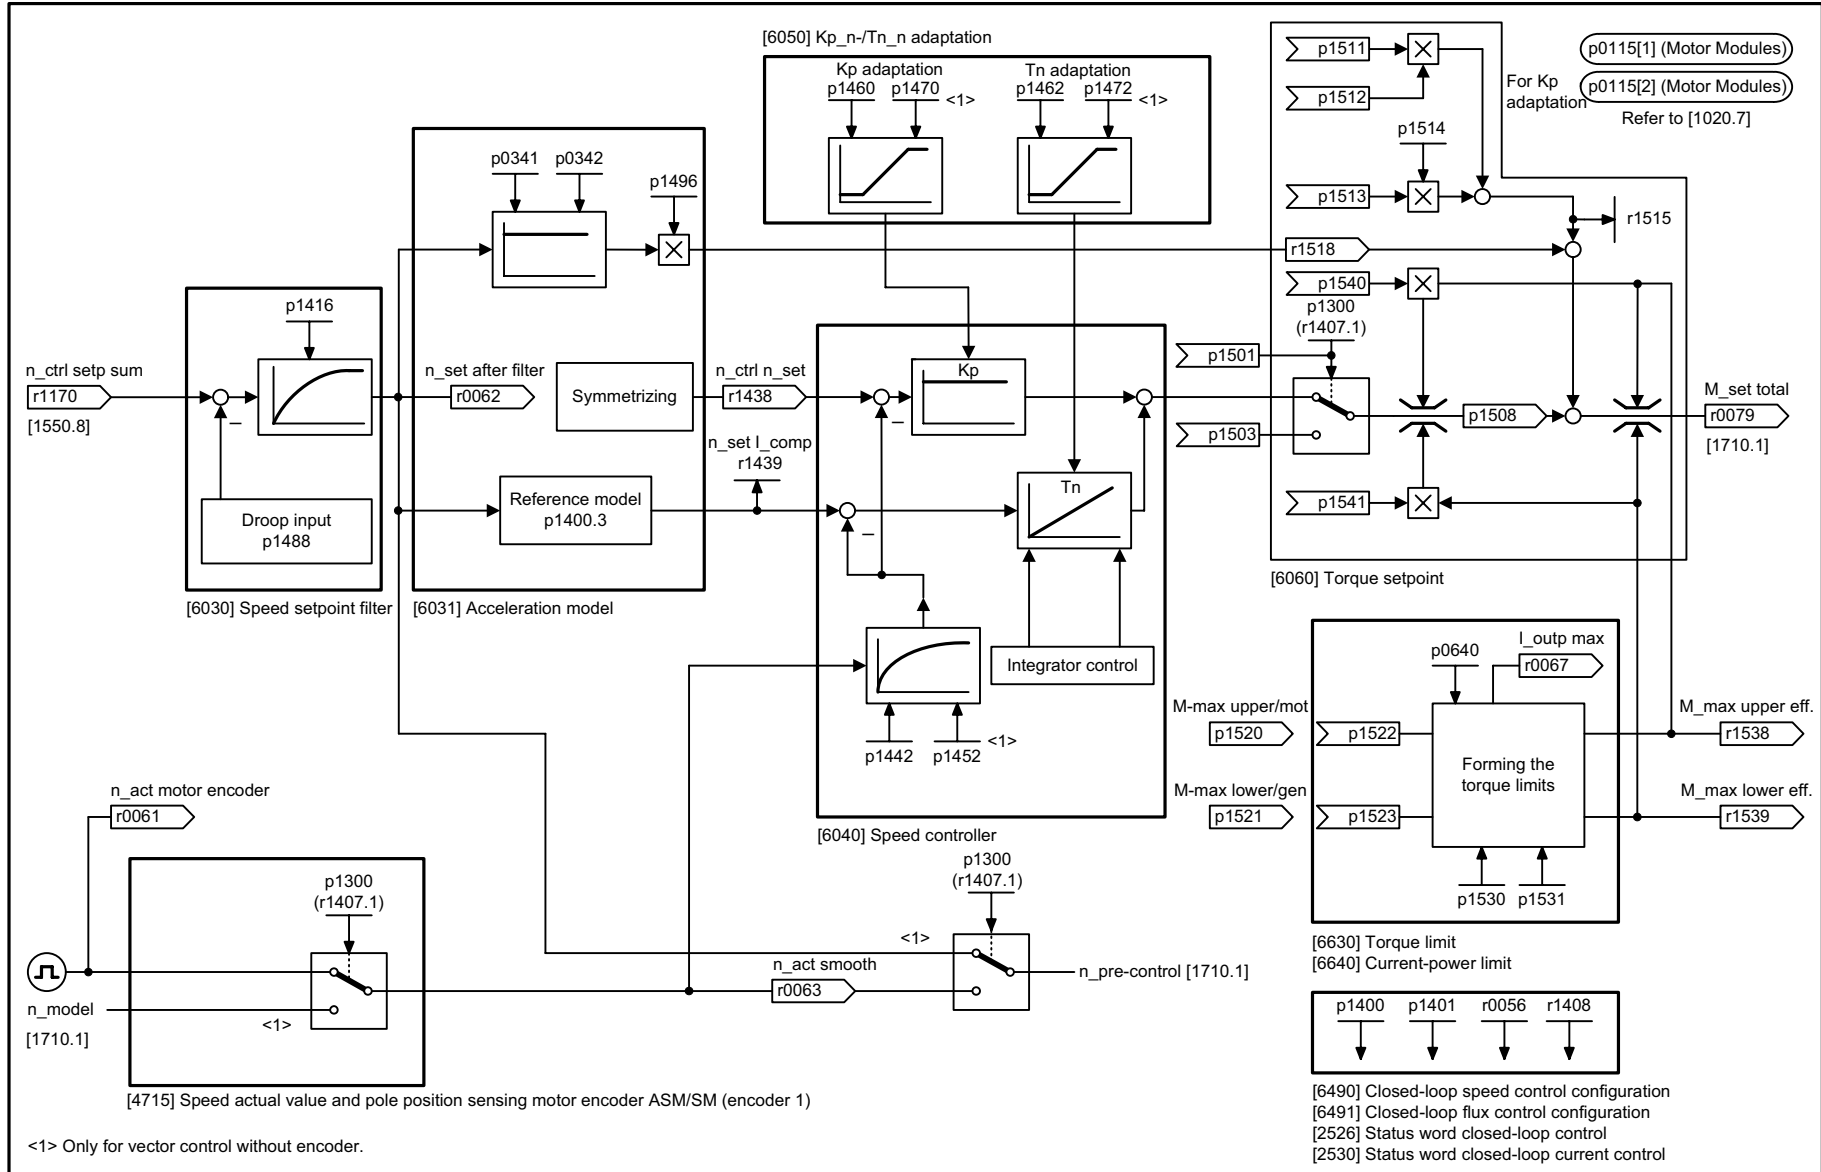 [6050] Kp_n-/Tn_n adaptation
Kp adaptation
Tn adaptation
p1460
p1470
<1>
p1462
p1472
<1>
p1511
p1512
For Kp
adaptation
p0115[1] (Motor Modules)
p0115[2] (Motor Modules)
Refer to [1020.7]
p1514
p1513
r1515
p0341
p0342
p1496
r1518
p1540
p1300
(r1407.1)
p1501
p1416
n_ctrl setp sum
r1170
[1550.8]
–
n_set after filter
r0062
Symmetrizing
n_ctrl n_set
r1438
–
Kp
p1508
M_set total
r0079
[1710.1]
p1503
n_set I_comp
r1439
Droop input
p1488
Reference model
p1400.3
–
Tn
p1541
[6030] Speed setpoint filter
[6031] Acceleration model
[6060] Torque setpoint
Integrator control
p1442
p1452
<1>
[6040] Speed controller
I_outp max
p0640
r0067
M-max upper/mot
p1520
p1522
M_max upper eff.
r1538
Forming the
torque limits
M-max lower/gen
p1521
p1523
M_max lower eff.
r1539
p1530
p1531
[6630] Torque limit
[6640] Current-power limit
n_act motor encoder
r0061
p1300
(r1407.1)
p1300
(r1407.1)
<1>
n_act smooth
r0063
n_pre-control [1710.1]
n_model
[1710.1]
<1>
[4715] Speed actual value and pole position sensing motor encoder ASM/SM (encoder 1)
p1400
p1401
r0056
r1408
[6490] Closed-loop speed control configuration
[6491] Closed-loop flux control configuration
[2526] Status word closed-loop control
[2530] Status word closed-loop current control
<1> Only for vector control without encoder.